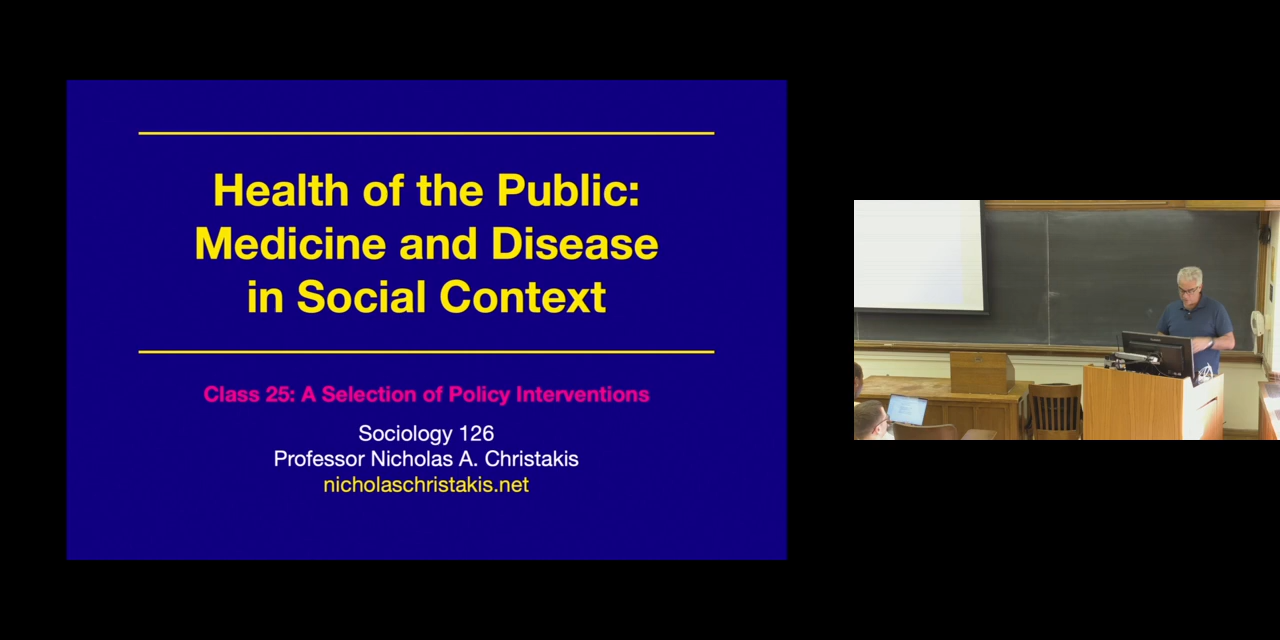 Health of the Public:
Medicine and Disease
in Social Context
Class 25: A Selection of Policy Interventions
Sociology 126
Professor Nicholas A. Christakis
nicholaschristakis.net